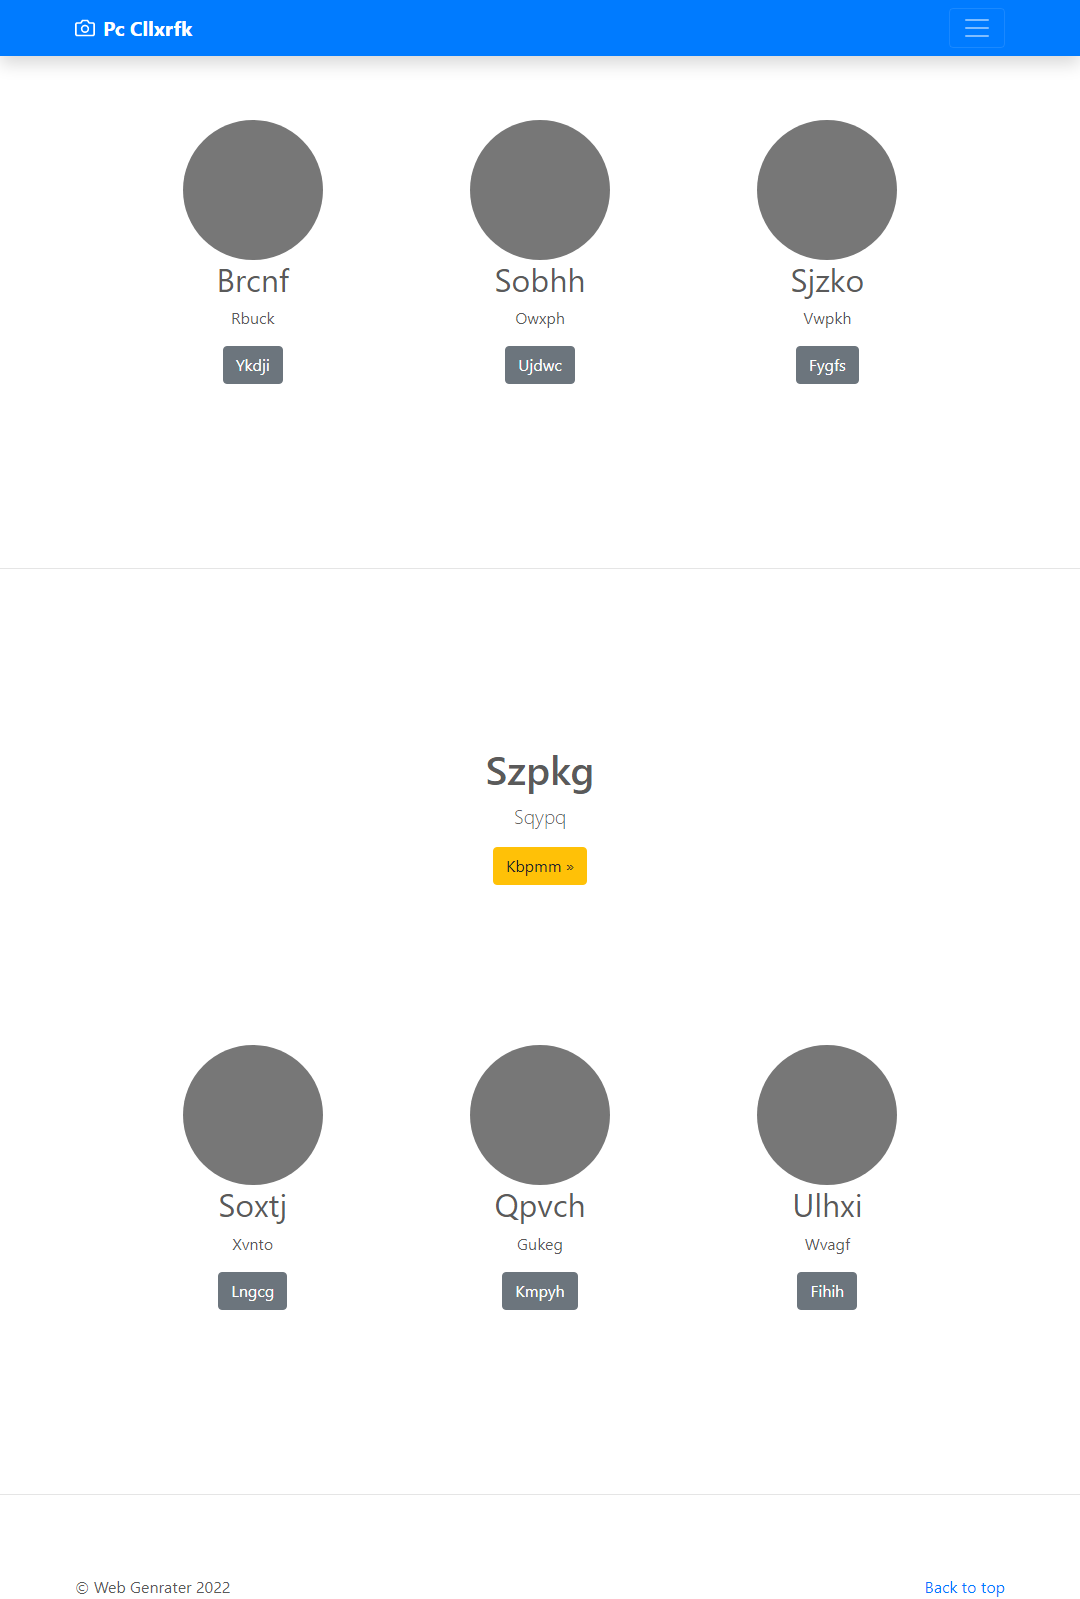 Pc Cllxrfk
Brcnf
Rbuck
Ykdji
Sobhh
Owxph
Ujdwc
Sjzko
Vwpkh
Fygfs
Szpkg
Sqypq
Kbpmm »
Soxtj
Xvnto
Lngcg
Qpvch
Gukeg
Kmpyh
Ulhxi
Wvagf
Fihih
© Web Genrater 2022
Back to top